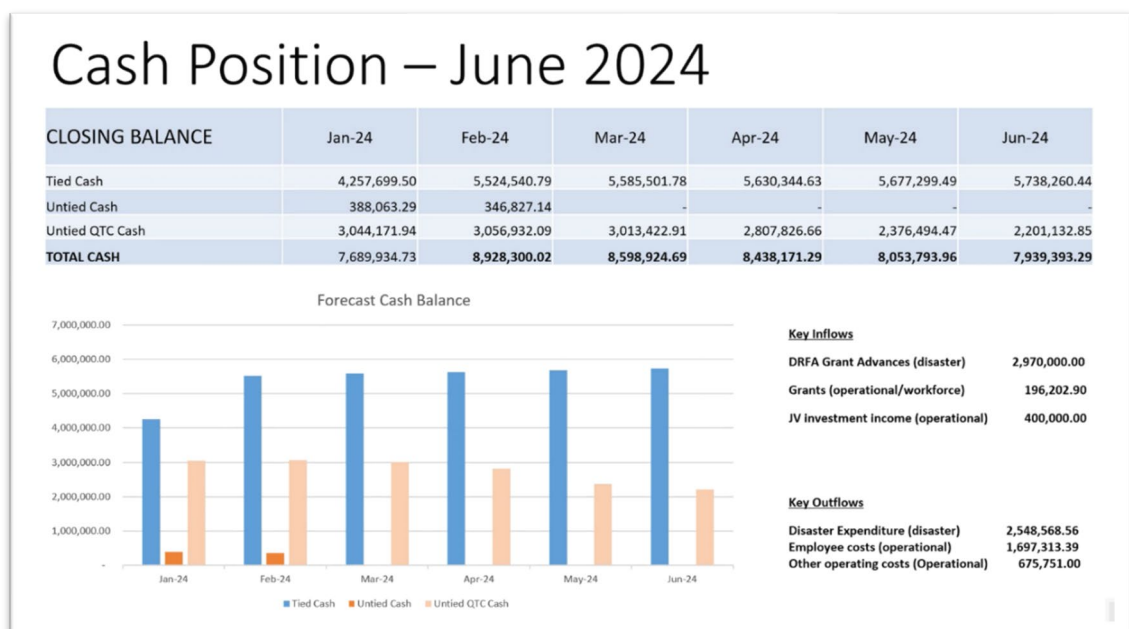 Cash Position – June 2024
CLOSING BALANCE Jan-24 Feb-24 Mar-24 Apr-24 May-24 Jun-24
Tied Cash 4,257,699.50 5,524,540.79 5,585,501.78 5,630,344.63 5,677,299.49 5,738,260.44
Untied Cash 388,063.29 346,827.14 - - - -
Untied QTC Cash 3,044,171.94 3,056,932.09 3,013,422.91 2,807,826.66 2,376,494.47 2,201,132.85
TOTAL CASH 7,689,934.73 8,928,300.02 8,598,924.69 8,438,171.29 8,053,793.96 7,939,393.29
Forecast Cash Balance
7,000,000.00
6,000,000.00
5,000,000.00
4,000,000.00
3,000,000.00
2,000,000.00
1,000,000.00
-
Jan-24 Feb-24 Mar-24 Apr-24 May-24 Jun-24
Tied Cash Untied Cash Untied QTC Cash
Key Inflows
DRFA Grant Advances (disaster) 2,970,000.00
Grants (operational/workforce) 196,202.90
JV investment income (operational) 400,000.00
Key Outflows
Disaster Expenditure (disaster) 2,548,568.56
Employee costs (operational) 1,697,313.39
Other operating costs (Operational) 675,751.00